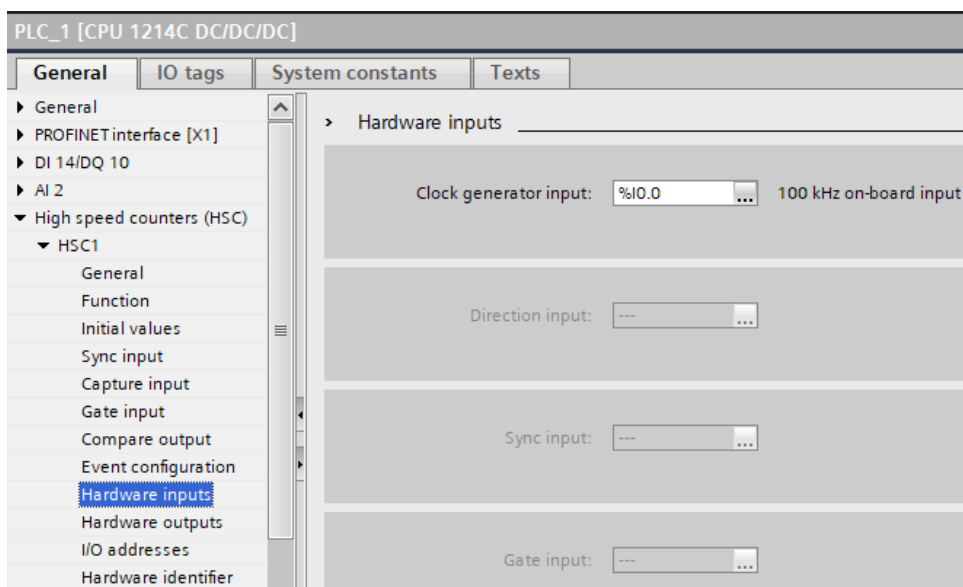 PLC_1 [CPU 1214C DC/DC/DC]
General IO tags System constants Texts
General
PROFINET interface [X1]
DI 14/DQ 10
AI 2
High speed counters (HSC)
HSC1
General
Function
Initial values
Sync input
Capture input
Gate input
Compare output
Event configuration
Hardware inputs
Hardware outputs
I/O addresses
Hardware identifier
Hardware inputs
Clock generator input: %I0.0 ... 100 kHz on-board input
Direction input: --- ...
Sync input: --- ...
Gate input: --- ...